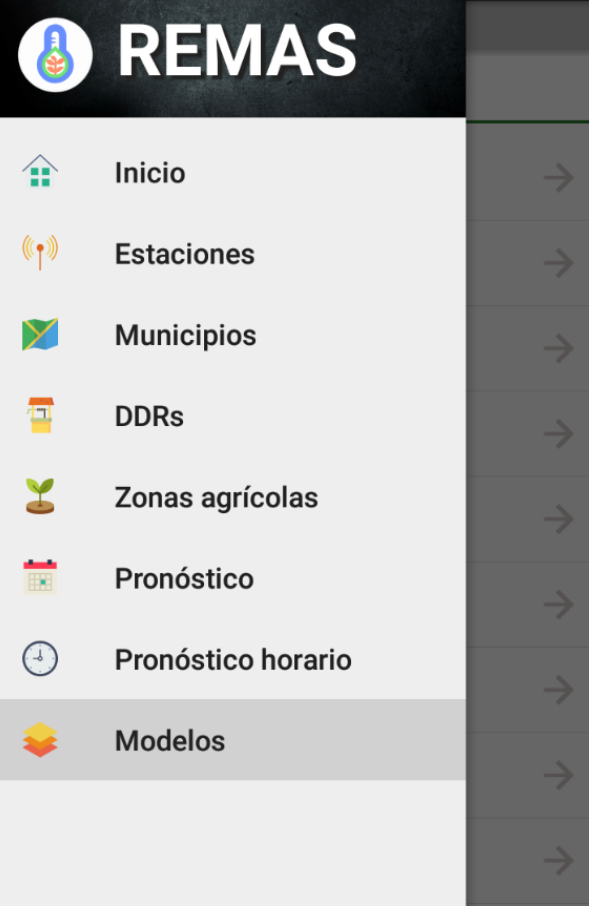 REMAS
Inicio
Estaciones
Municipios
DDRs
Zonas agrícolas
Pronóstico
Pronóstico horario
Modelos